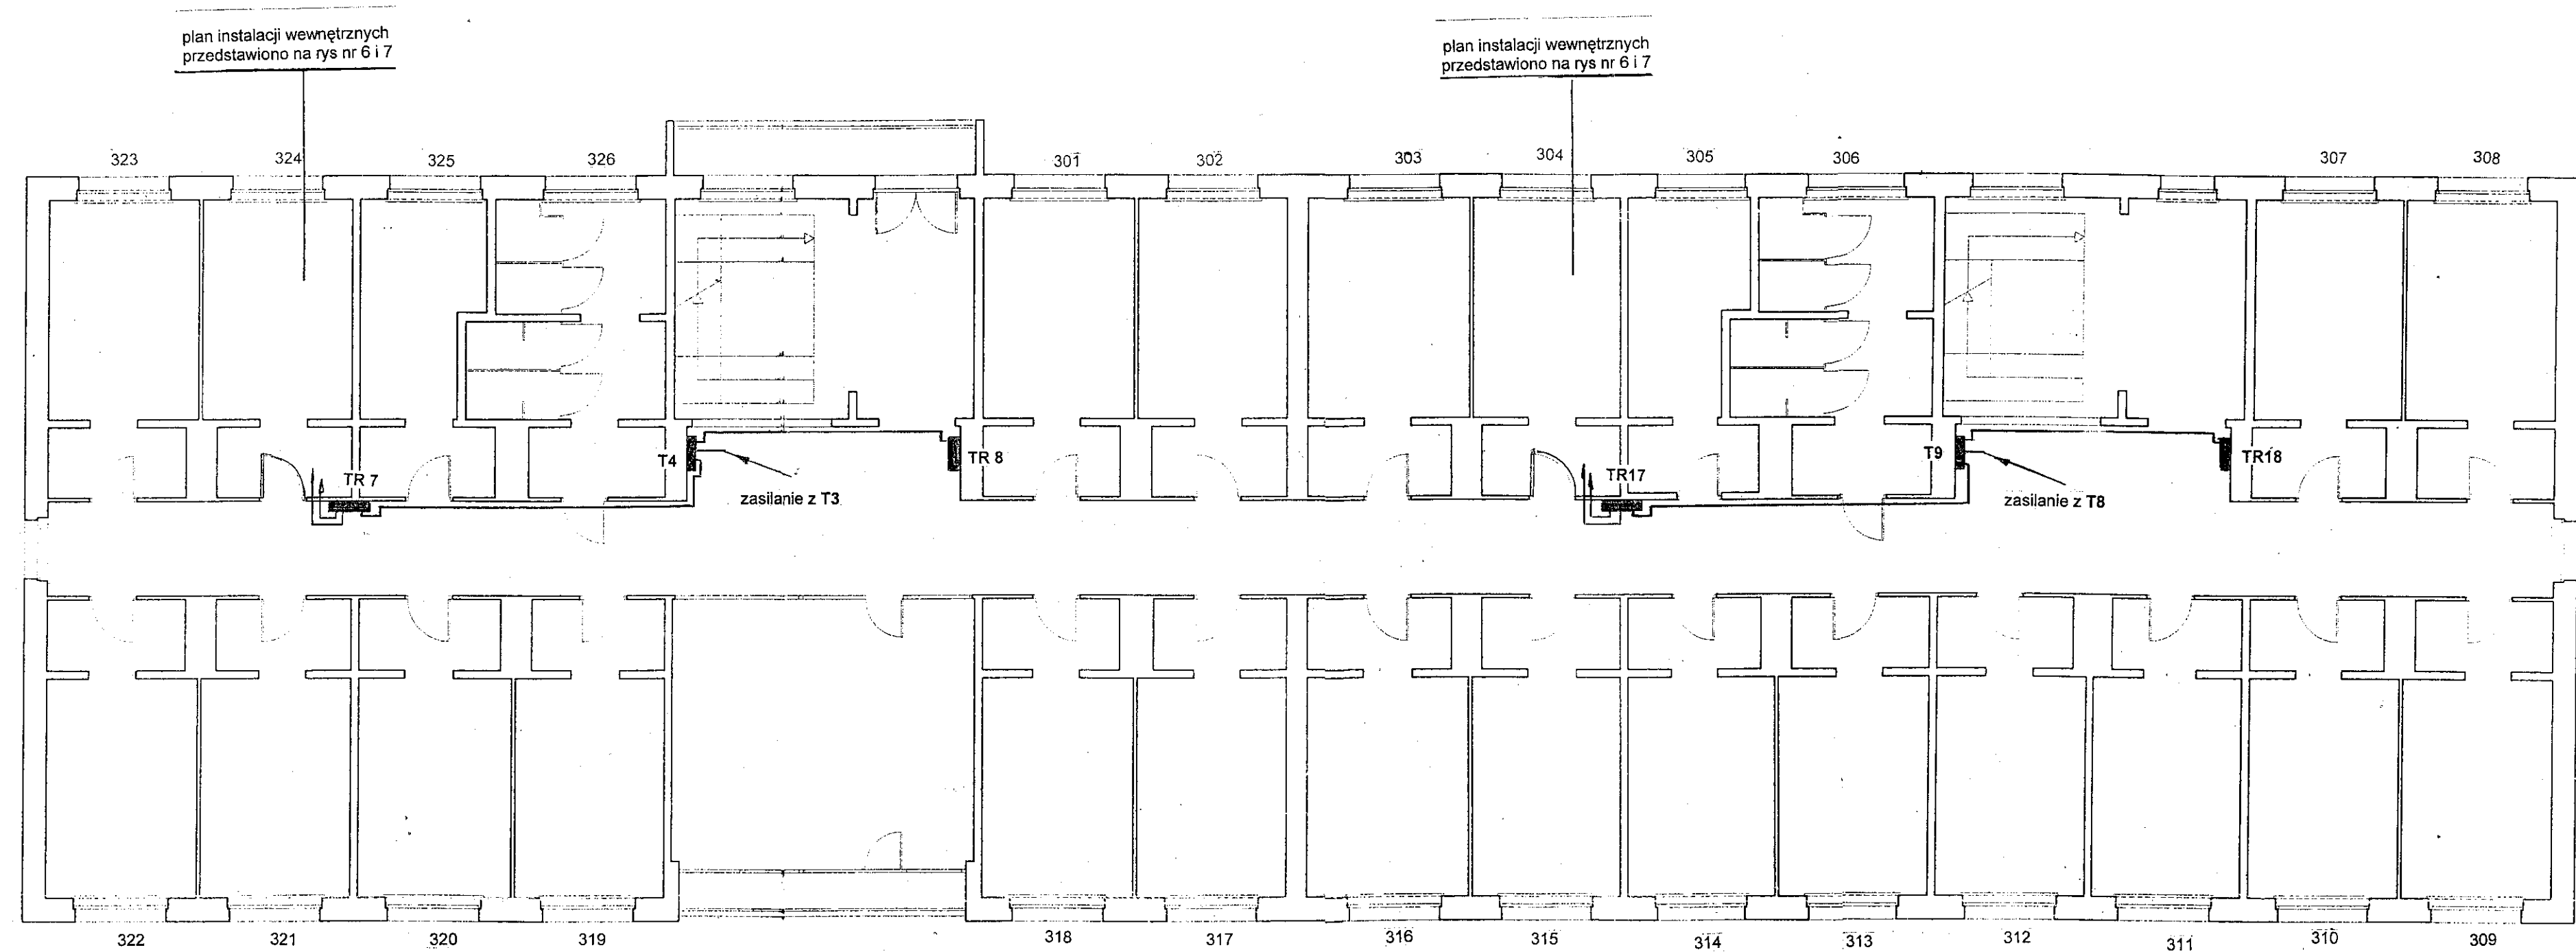 plan instalacji wewnętrznych
przedstawiono na rys nr 6 i 7
plan instalacji wewnętrznych
przedstawiono na rys nr 6 i 7
323
324
325
326
301
302
303
304
305
306
307
308
TR 7
T4
TR 8
zasilanie z T3
TR17
T9
TR18
zasilanie z T8
322
321
320
319
318
317
316
315
314
313
312
311
310
309